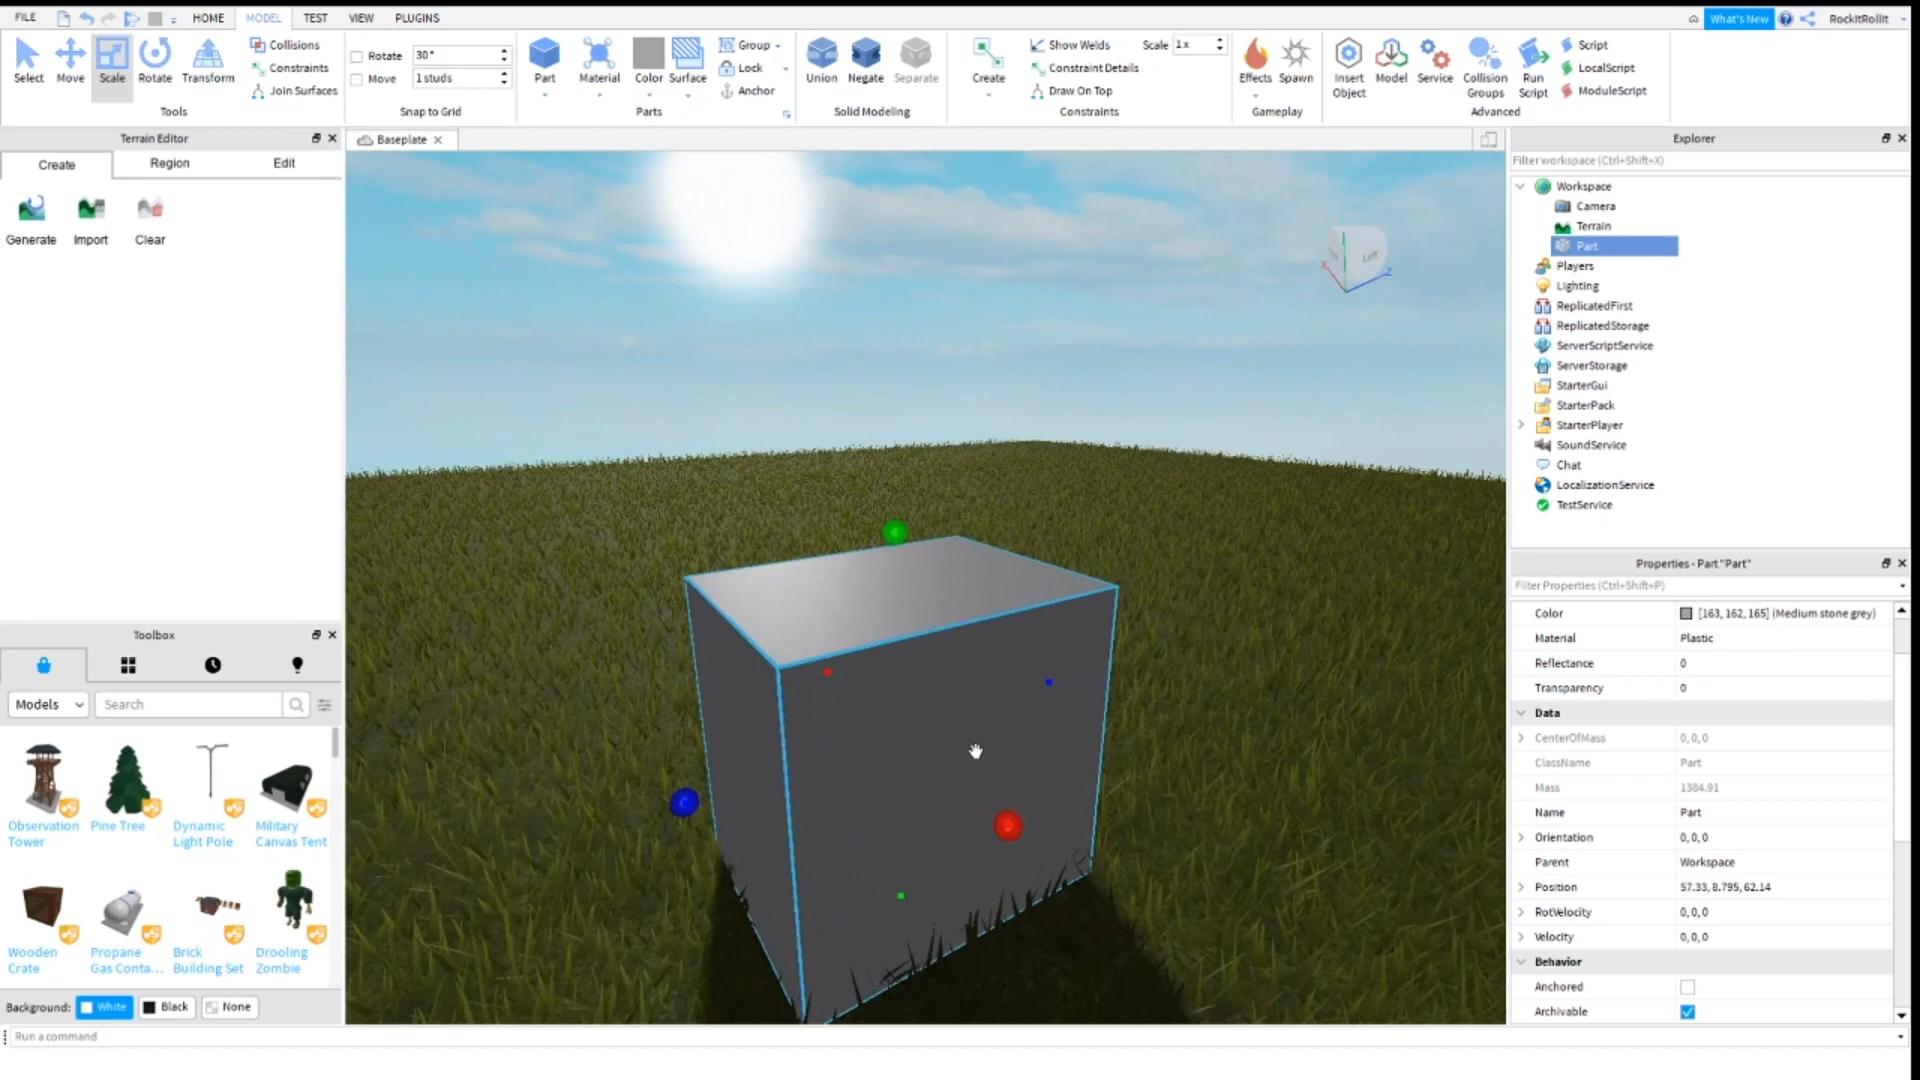 FILE HOME MODEL TEST VIEW PLUGINS What's New RockItRollIt
Select Move Scale Rotate Transform
Collisions
Constraints
Join Surfaces
Tools
Rotate 30°
Move 1 studs
Snap to Grid
Part Material Color Surface
Group
Lock
Anchor
Parts
Union Negate Separate
Solid Modeling
Create
Show Welds Scale 1x
Constraint Details
Draw On Top
Constraints
Effects Spawn
Gameplay
Insert Object Model Service Collision Groups Run Script
Script
LocalScript
ModuleScript
Advanced
Terrain Editor
Create Region Edit
Generate Import Clear
Toolbox
Models Search
Observation Tower
Pine Tree
Dynamic Light Pole
Military Canvas Tent
Wooden Crate
Propane Gas Conta...
Brick Building Set
Drooling Zombie
Background: White Black None
Run a command
Baseplate
Left
X
Z
Explorer
Filter workspace (Ctrl+Shift+X)
Workspace
Camera
Terrain
Part
Players
Lighting
ReplicatedFirst
ReplicatedStorage
ServerScriptService
ServerStorage
StarterGui
StarterPack
StarterPlayer
SoundService
Chat
LocalizationService
TestService
Properties - Part "Part"
Filter Properties (Ctrl+Shift+P)
Color [163, 162, 165] (Medium stone grey)
Material Plastic
Reflectance 0
Transparency 0
Data
CenterOfMass 0, 0, 0
ClassName Part
Mass 1384.91
Name Part
Orientation 0, 0, 0
Parent Workspace
Position 57.33, 8.795, 62.14
RotVelocity 0, 0, 0
Velocity 0, 0, 0
Behavior
Anchored
Archivable